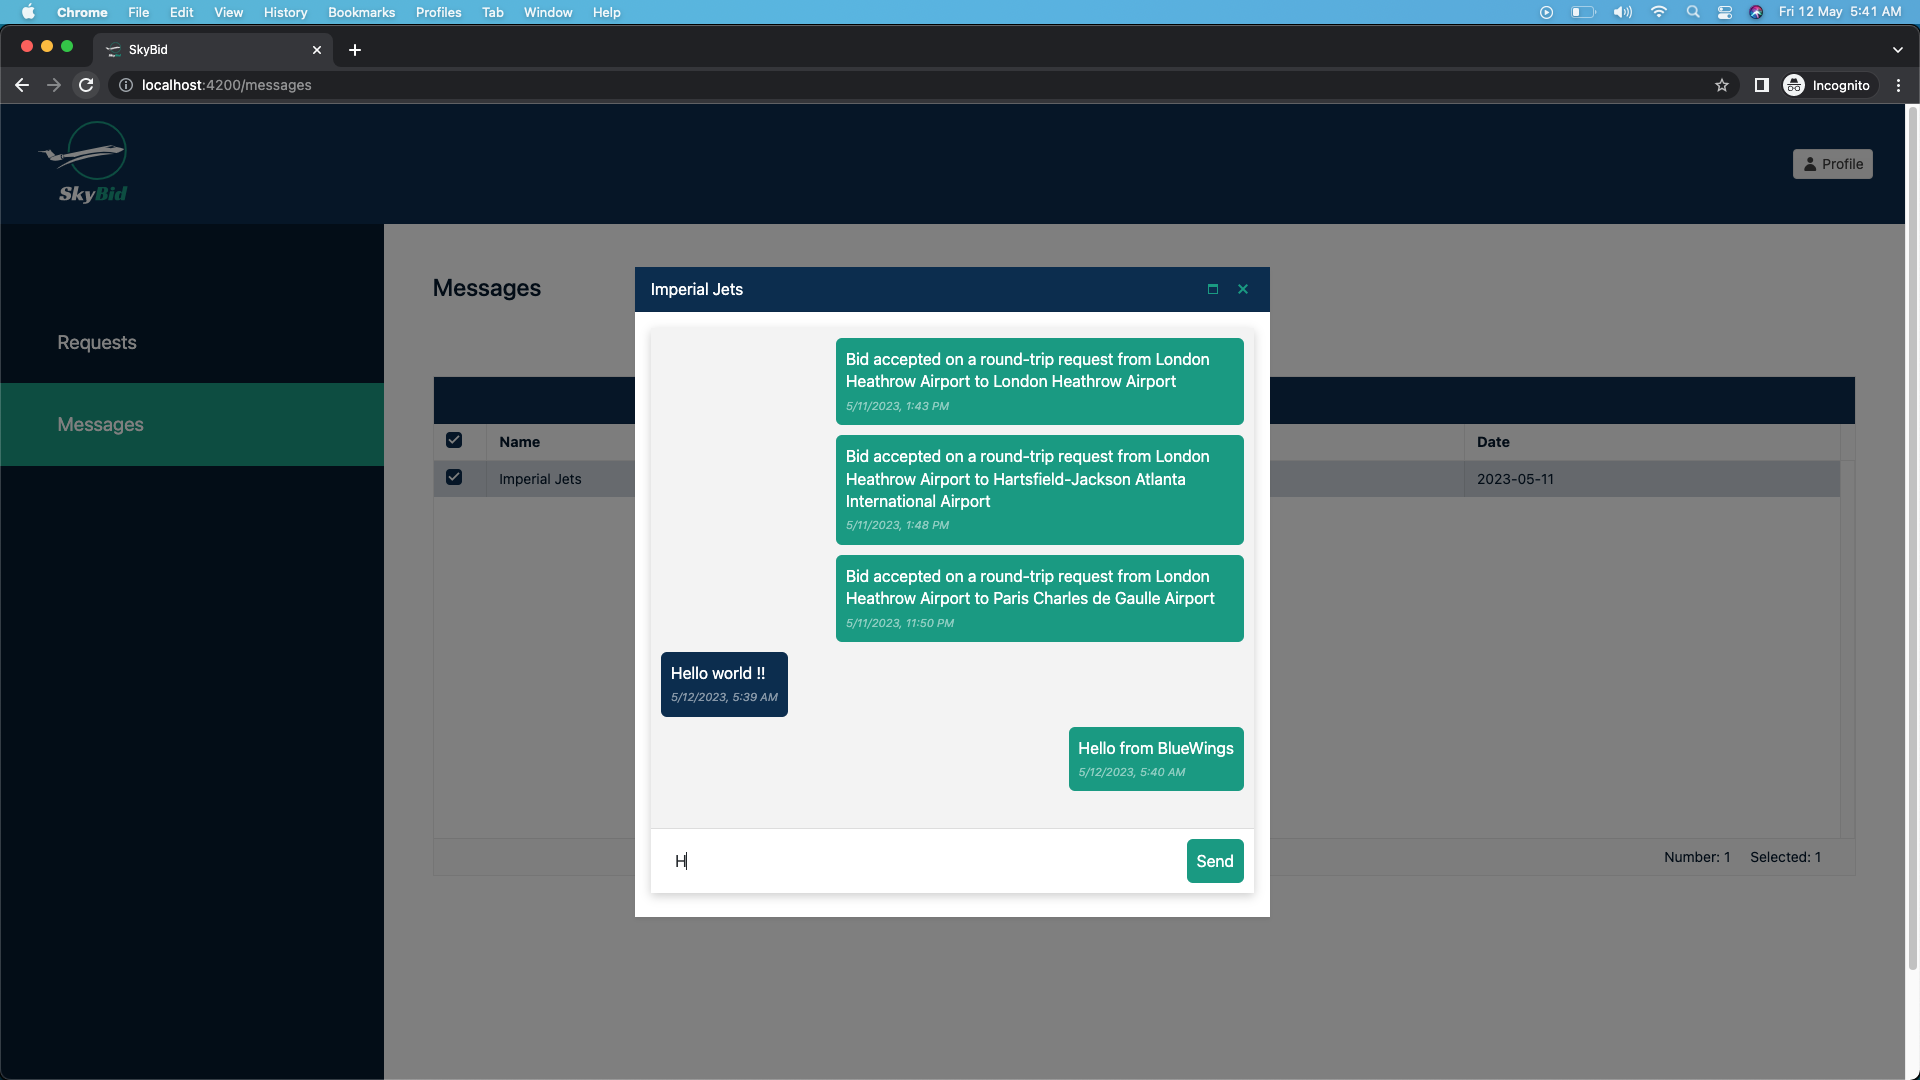 Chrome File Edit View History Bookmarks Profiles Tab Window Help Fri 12 May 5:41 AM
SkyBid
localhost:4200/messages Incognito
SkyBid
Profile
Requests
Messages
Messages
Name Date
Imperial Jets 2023-05-11
Number: 1 Selected: 1
Imperial Jets
Bid accepted on a round-trip request from London
Heathrow Airport to London Heathrow Airport
5/11/2023, 1:43 PM
Bid accepted on a round-trip request from London
Heathrow Airport to Hartsfield-Jackson Atlanta
International Airport
5/11/2023, 1:48 PM
Bid accepted on a round-trip request from London
Heathrow Airport to Paris Charles de Gaulle Airport
5/11/2023, 11:50 PM
Hello world !!
5/12/2023, 5:39 AM
Hello from BlueWings
5/12/2023, 5:40 AM
H
Send